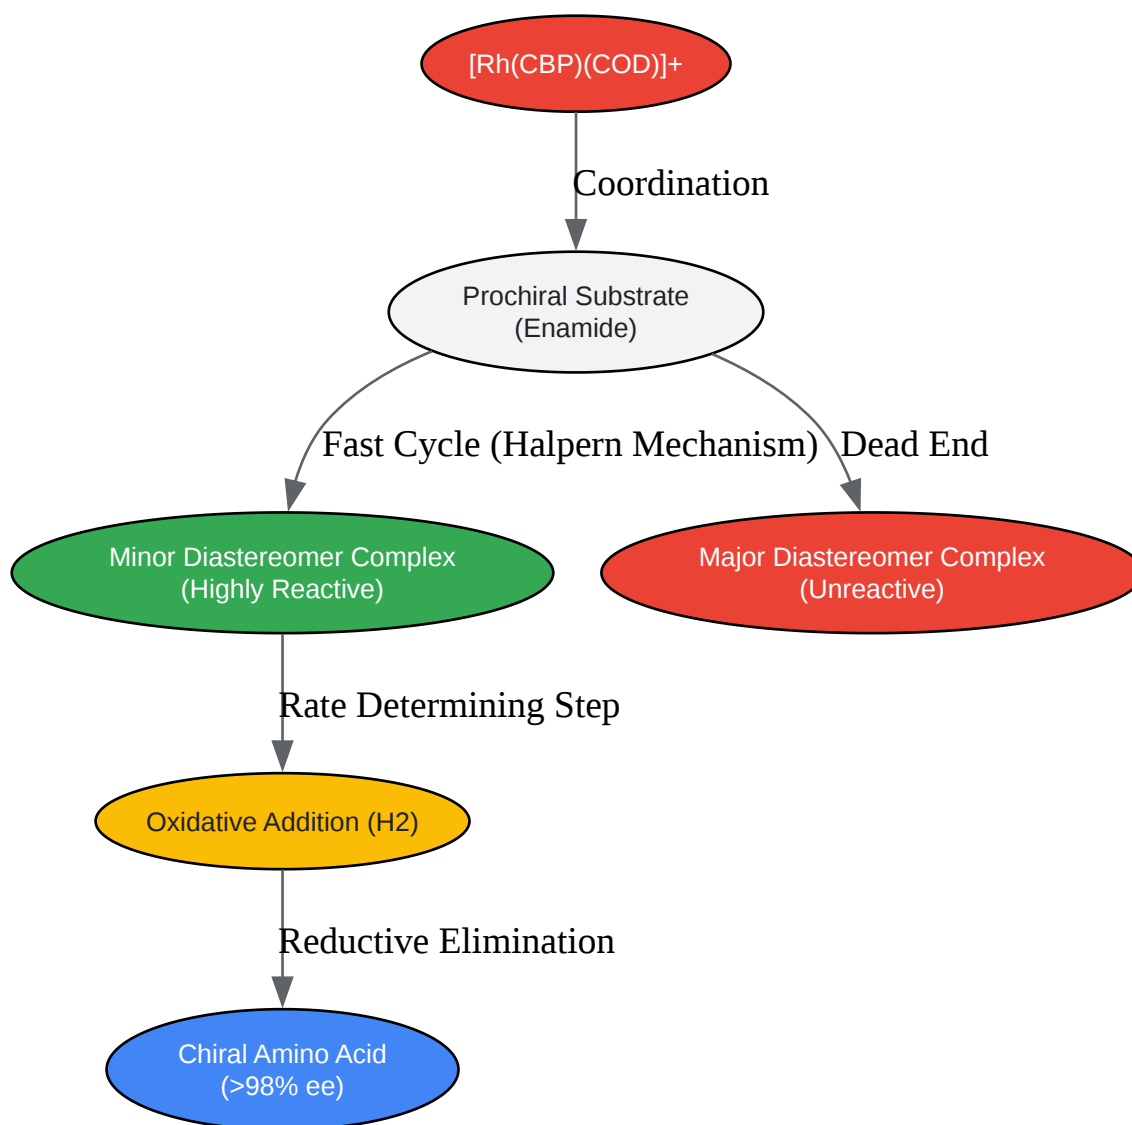 [Rh(CBP)(COD)]+
Coordination
Prochiral Substrate
(Enamide)
Fast Cycle (Halpern Mechanism)
Dead End
Minor Diastereomer Complex
(Highly Reactive)
Major Diastereomer Complex
(Unreactive)
Rate Determining Step
Oxidative Addition (H2)
Reductive Elimination
Chiral Amino Acid
(>98% ee)